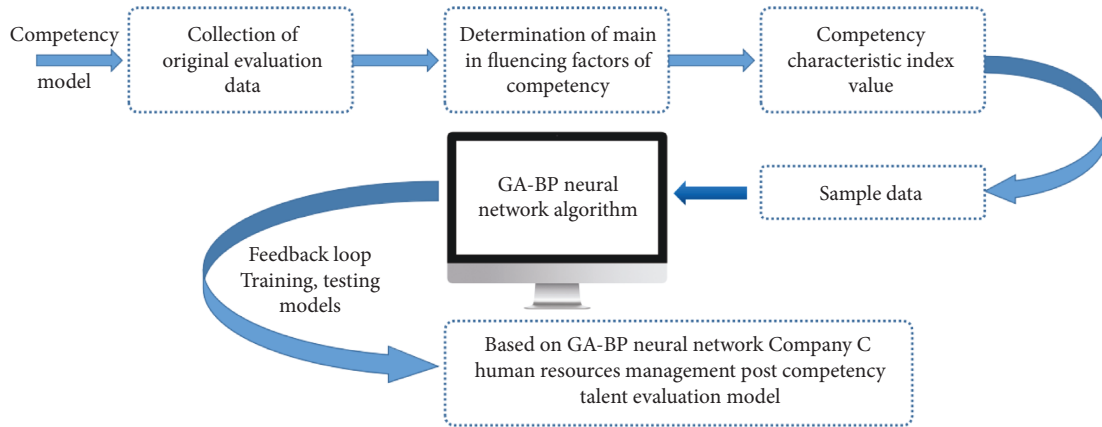 Competency
model
Collection of
original evaluation
data
Determination of main
in fluencing factors of
competency
Competency
characteristic index
value
Sample data
GA-BP neural
network algorithm
Feedback loop
Training, testing
models
Based on GA-BP neural network Company C
human resources management post competency
talent evaluation model